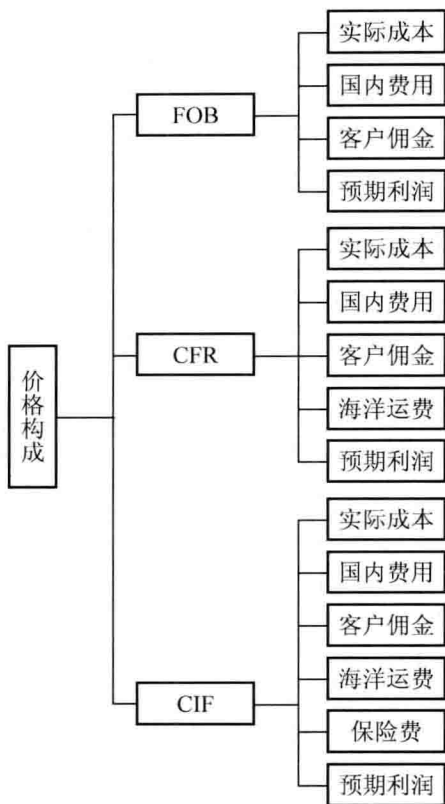 价格构成
FOB
实际成本
国内费用
客户佣金
预期利润
CFR
实际成本
国内费用
客户佣金
海洋运费
预期利润
CIF
实际成本
国内费用
客户佣金
海洋运费
保险费
预期利润